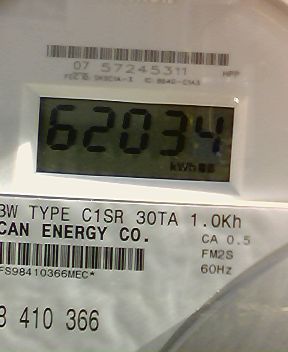 07 57245311
62034
kWh
3W TYPE C1SR 30TA 1.0Kh
CAN ENERGY CO.
CA 0.5
FM2S
60Hz
FS98410366MEC*
8 410 366